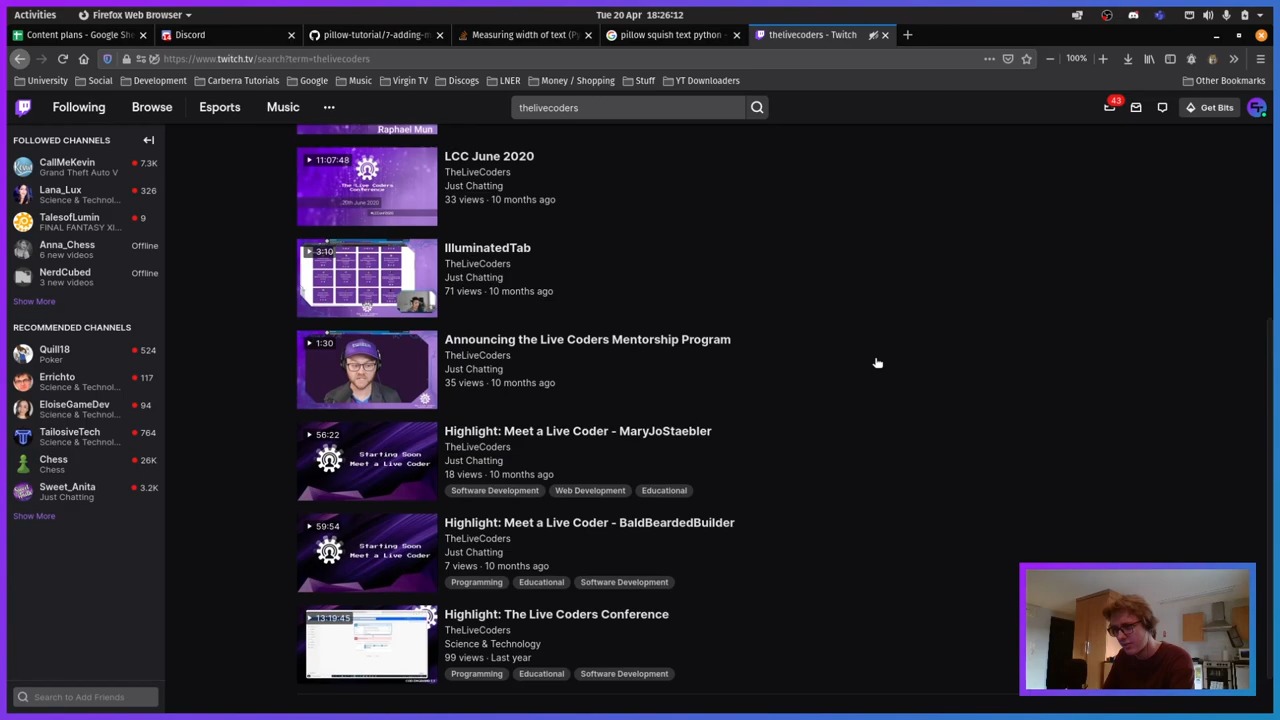 Activities
Firefox Web Browser
Tue 20 Apr 18:26:12
Content plans - Google She
Discord
pillow-tutorial/7-adding-m
Measuring width of text (Py
pillow squish text python -
thelivecoders - Twitch
https://www.twitch.tv/search?term=thelivecoders
100%
University
Social
Development
Carberra Tutorials
Google
Music
Virgin TV
Discogs
LNER
Money / Shopping
Stuff
YT Downloaders
Other Bookmarks
Following
Browse
Esports
Music
thelivecoders
43
Get Bits
FOLLOWED CHANNELS
CallMeKevin
7.3K
Grand Theft Auto V
Lana_Lux
326
Science & Technol...
TalesofLumin
9
FINAL FANTASY XI...
Anna_Chess
Offline
6 new videos
NerdCubed
Offline
3 new videos
Show More
RECOMMENDED CHANNELS
Quill18
524
Poker
Errichto
117
Science & Technol...
EloiseGameDev
94
Science & Technol...
TailosiveTech
764
Science & Technol...
Chess
26K
Chess
Sweet_Anita
3.2K
Just Chatting
Show More
Search to Add Friends
Raphael Mun
11:07:48
The Live Coders
Conference
20th June 2020
LCC June 2020
TheLiveCoders
Just Chatting
33 views · 10 months ago
3:10
IlluminatedTab
TheLiveCoders
Just Chatting
71 views · 10 months ago
1:30
Announcing the Live Coders Mentorship Program
TheLiveCoders
Just Chatting
35 views · 10 months ago
56:22
Starting Soon
Meet a Live Coder
Highlight: Meet a Live Coder - MaryJoStaebler
TheLiveCoders
Just Chatting
18 views · 10 months ago
Software Development
Web Development
Educational
59:54
Starting Soon
Meet a Live Coder
Highlight: Meet a Live Coder - BaldBeardedBuilder
TheLiveCoders
Just Chatting
7 views · 10 months ago
Programming
Educational
Software Development
13:19:45
Highlight: The Live Coders Conference
TheLiveCoders
Science & Technology
99 views · Last year
Programming
Educational
Software Development